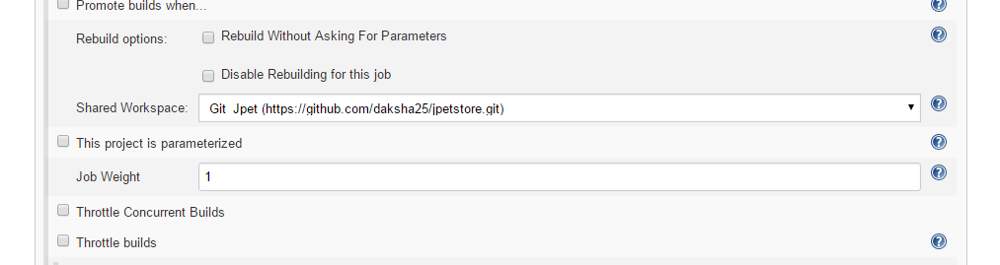 Promote builds when...
Rebuild options: Rebuild Without Asking For Parameters
Disable Rebuilding for this job
Shared Workspace: Git Jpet (https://github.com/daksha25/jpetstore.git)
This project is parameterized
Job Weight 1
Throttle Concurrent Builds
Throttle builds